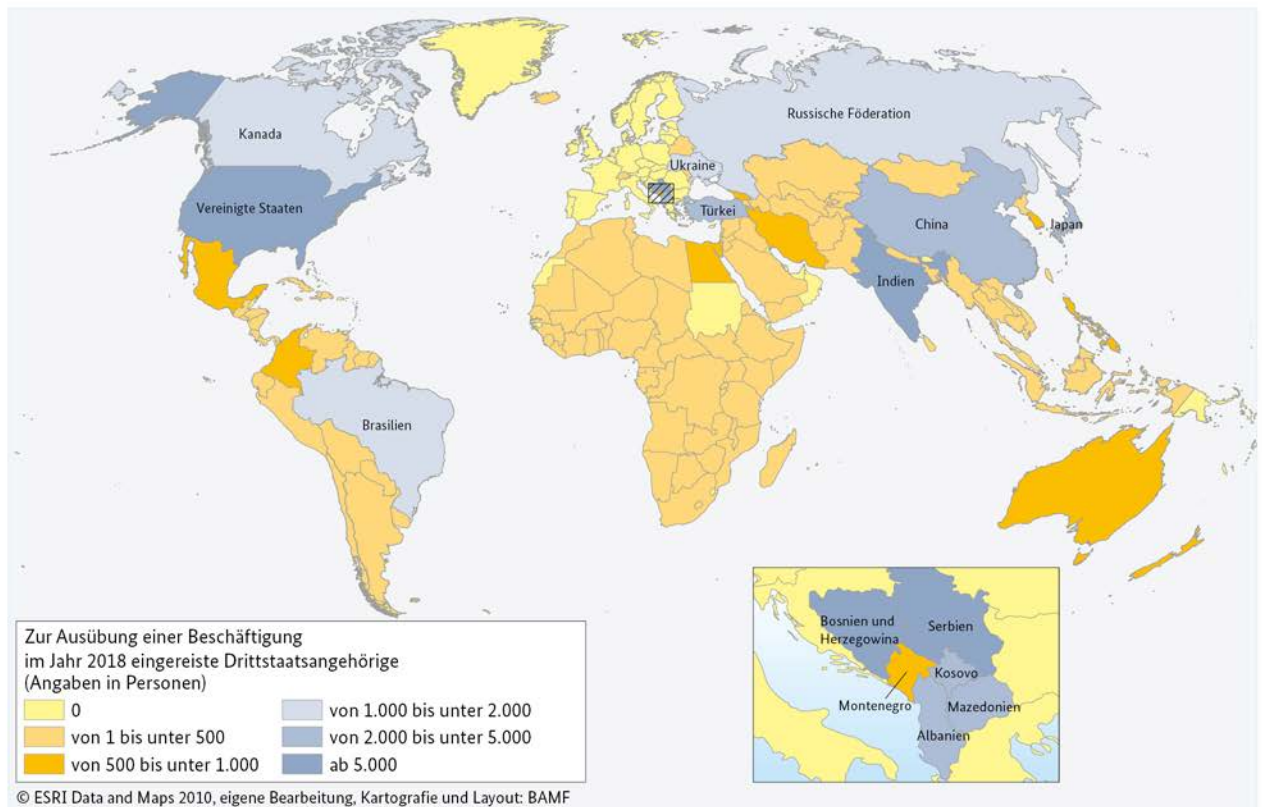 Kanada
Russische Föderation
Ukraine
Vereinigte Staaten
Türkei
China
Japan
Indien
Brasilien
Bosnien und
Herzegowina
Serbien
Kosovo
Montenegro
Mazedonien
Albanien
Zur Ausübung einer Beschäftigung
im Jahr 2018 eingereiste Drittstaatsangehörige
(Angaben in Personen)
0
von 1 bis unter 500
von 500 bis unter 1.000
von 1.000 bis unter 2.000
von 2.000 bis unter 5.000
ab 5.000
© ESRI Data and Maps 2010, eigene Bearbeitung, Kartografie und Layout: BAMF